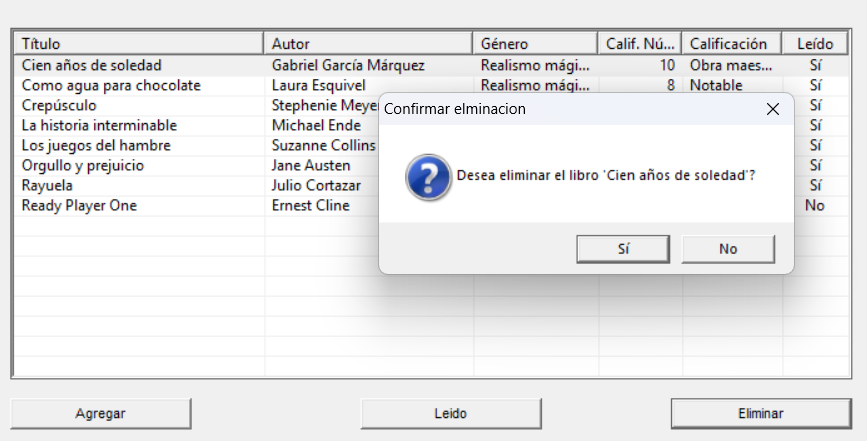 Título Autor Género Calif. Nú... Calificación Leído
Cien años de soledad Gabriel García Márquez Realismo mági... 10 Obra maes... Sí
Como agua para chocolate Laura Esquivel Realismo mági... 8 Notable Sí
Crepúsculo Stephenie Meye Sí
La historia interminable Michael Ende Sí
Los juegos del hambre Suzanne Collins Sí
Orgullo y prejuicio Jane Austen Sí
Rayuela Julio Cortazar Sí
Ready Player One Ernest Cline No
Confirmar elminacion
Desea eliminar el libro 'Cien años de soledad'?
Sí No
Agregar Leido Eliminar